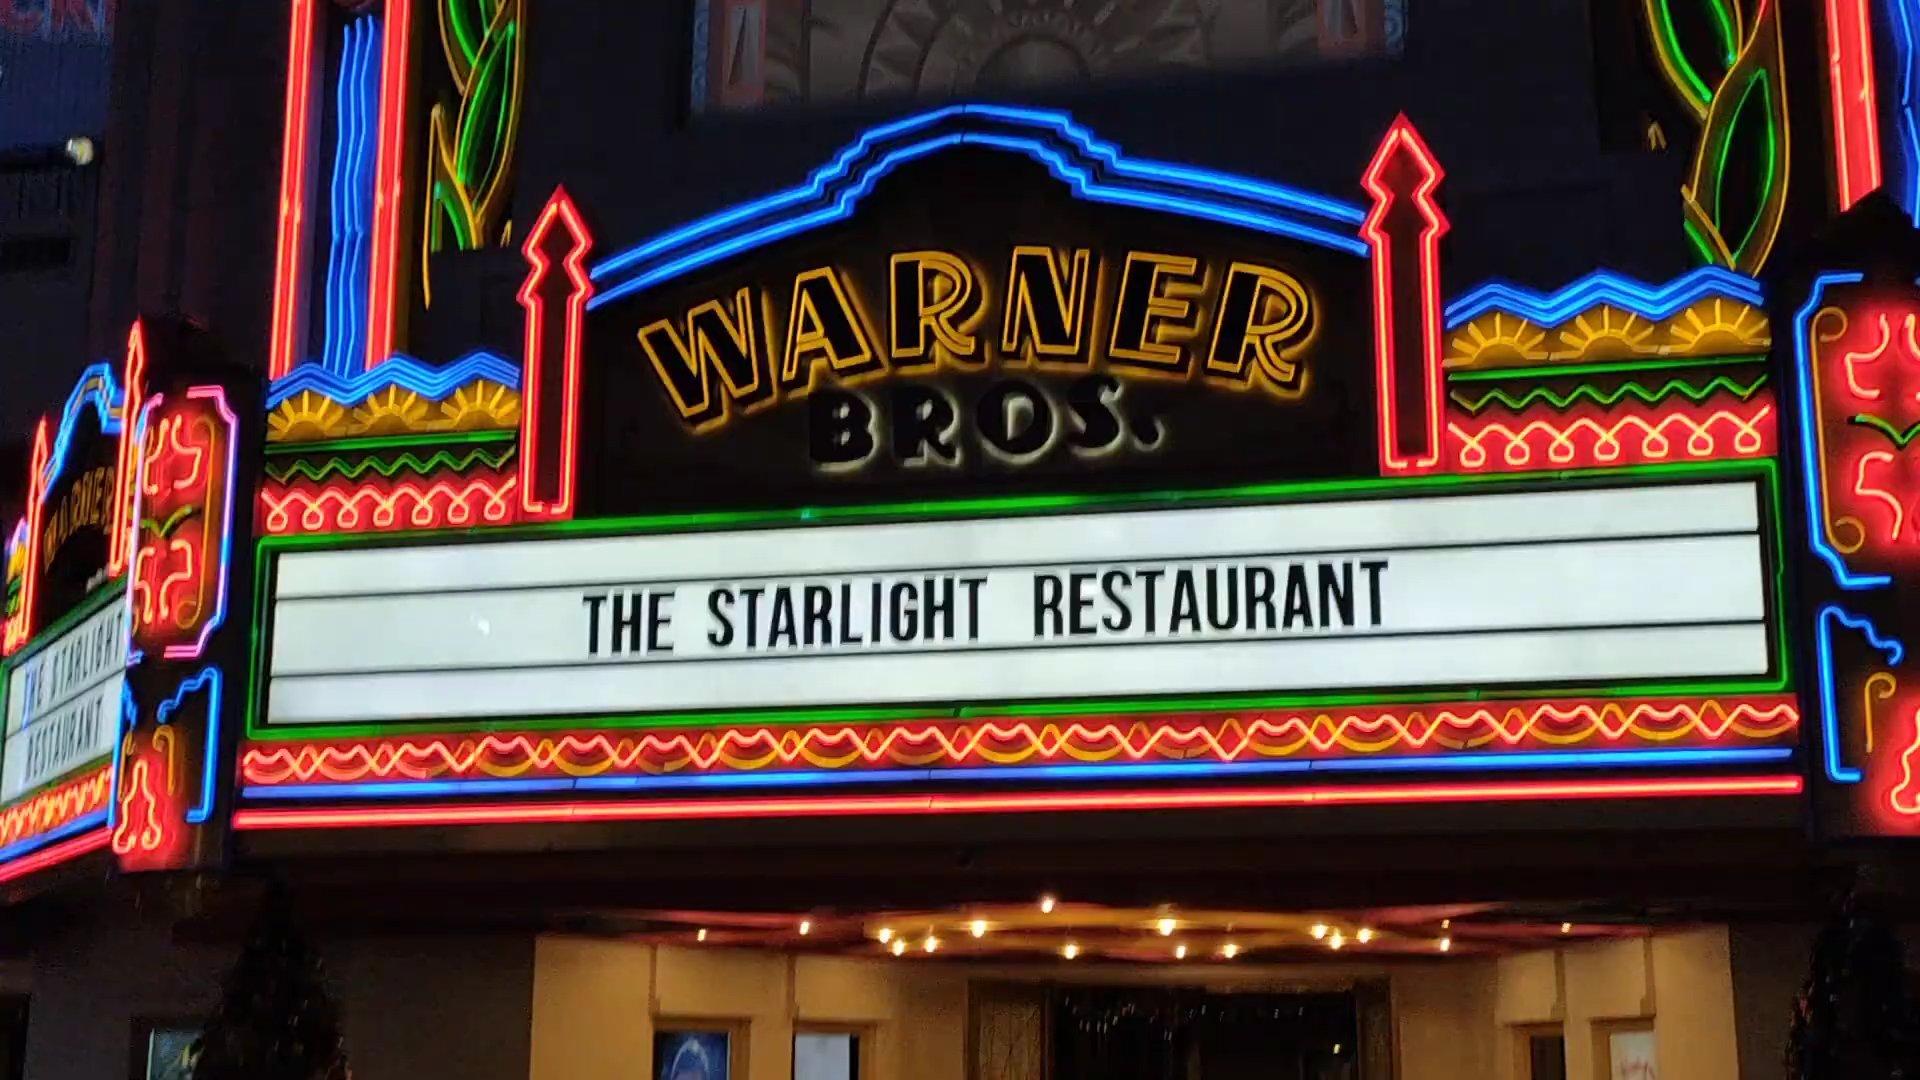 WARNER
BROS.
THE STARLIGHT RESTAURANT
WARNER
THE STARLIGHT
RESTAURANT